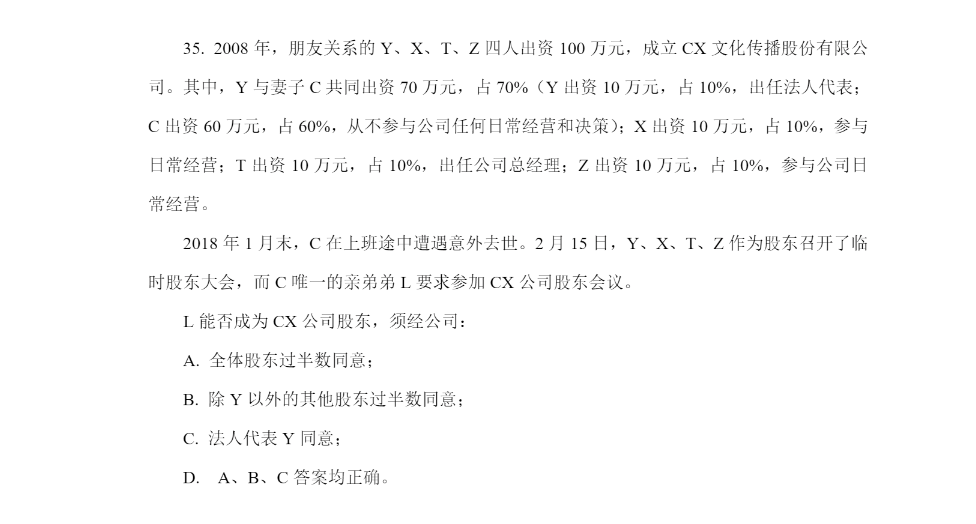 35. 2008 年，朋友关系的 Y、X、T、Z 四人出资 100 万元，成立 CX 文化传播股份有限公
司。其中，Y 与妻子 C 共同出资 70 万元，占 70%（Y 出资 10 万元，占 10%，出任法人代表；
C 出资 60 万元，占 60%，从不参与公司任何日常经营和决策）；X 出资 10 万元，占 10%，参与
日常经营；T 出资 10 万元，占 10%，出任公司总经理；Z 出资 10 万元，占 10%，参与公司日
常经营。
2018 年 1 月末，C 在上班途中遭遇意外去世。2 月 15 日，Y、X、T、Z 作为股东召开了临
时股东大会，而 C 唯一的亲弟弟 L 要求参加 CX 公司股东会议。
L 能否成为 CX 公司股东，须经公司：
A. 全体股东过半数同意；
B. 除 Y 以外的其他股东过半数同意；
C. 法人代表 Y 同意；
D. A、B、C 答案均正确。